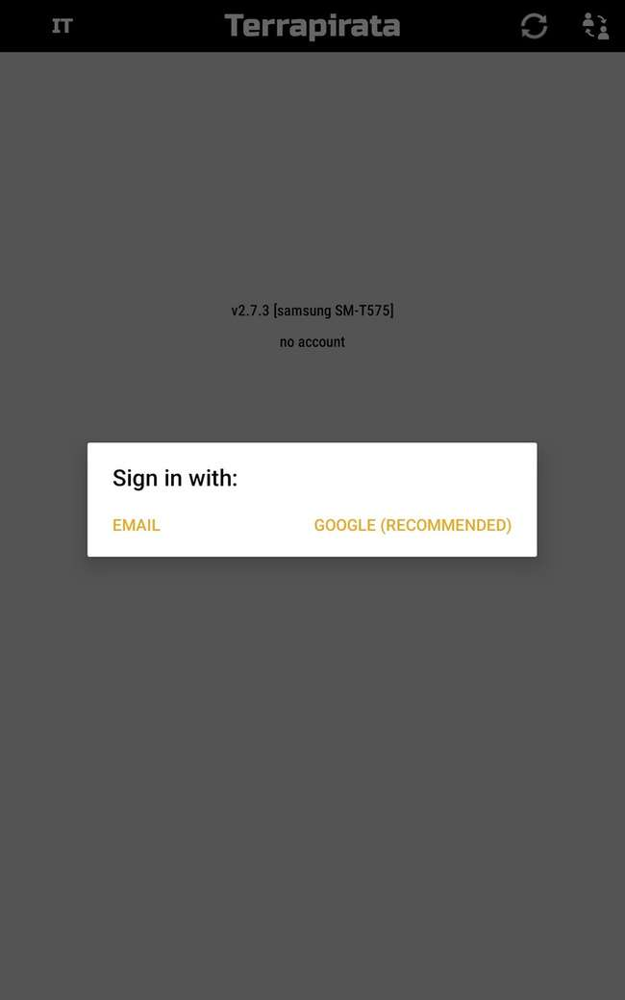 IT
Terrapirata
v2.7.3 [samsung SM-T575]
no account
Sign in with:
EMAIL
GOOGLE (RECOMMENDED)